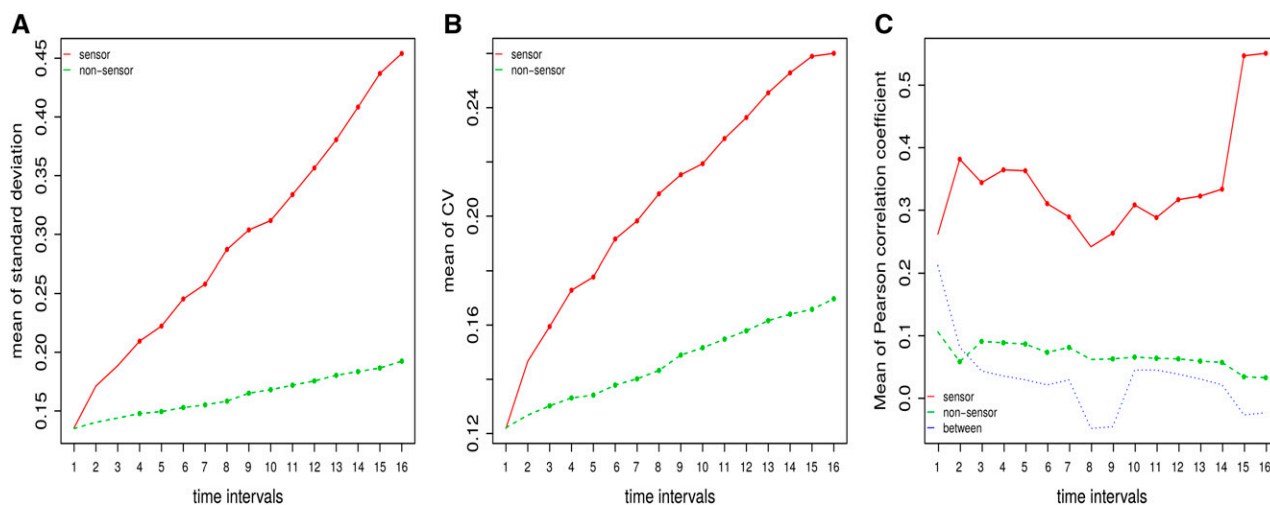 A
sensor
non-sensor
mean of standard deviation
0.45
0.40
0.35
0.30
0.25
0.20
0.15
1 2 3 4 5 6 7 8 9 10 11 12 13 14 15 16
time intervals
B
sensor
non-sensor
mean of CV
0.24
0.20
0.16
0.12
1 2 3 4 5 6 7 8 9 10 11 12 13 14 15 16
time intervals
C
Mean of Pearson correlation coefficient
0.5
0.4
0.3
0.2
0.1
0.0
sensor
non-sensor
between
1 2 3 4 5 6 7 8 9 10 11 12 13 14 15 16
time intervals